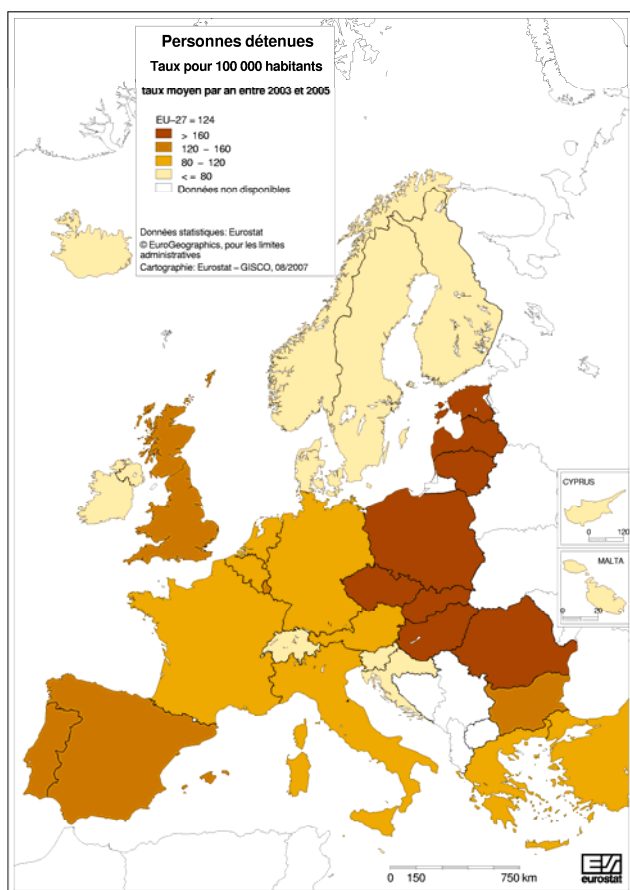 Personnes détenues
Taux pour 100 000 habitants
taux moyen par an entre 2003 et 2005
EU–27 = 124
> 160
120 – 160
80 – 120
<= 80
Données non disponibles
Données statistiques: Eurostat
© EuroGeographics, pour les limites
administratives
Cartographie: Eurostat – GISCO, 08/2007
CYPRUS
0 120
MALTA
0 20
0 150 750 km
eurostat